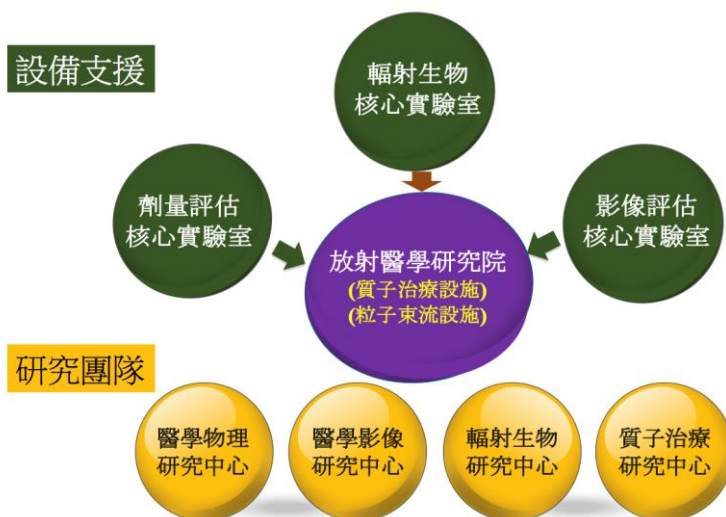 設備支援
輻射生物
核心實驗室
劑量評估
核心實驗室
影像評估
核心實驗室
放射醫學研究院
(質子治療設施)
(粒子束流設施)
研究團隊
醫學物理
研究中心
醫學影像
研究中心
輻射生物
研究中心
質子治療
研究中心